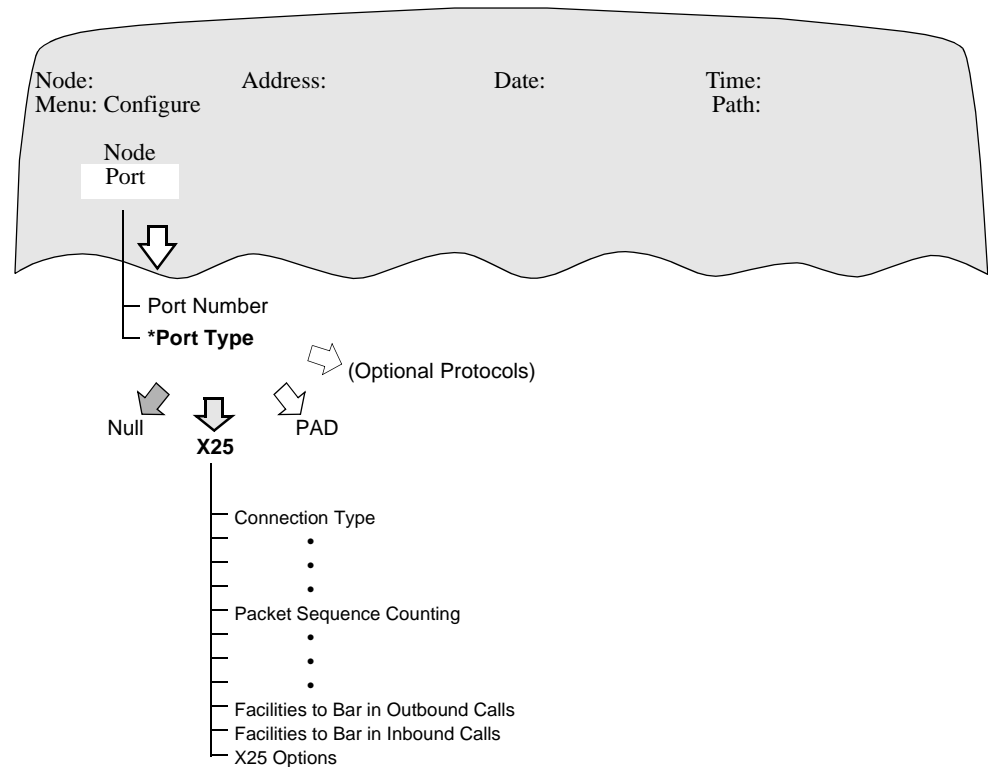 Node: Address: Date: Time:
Menu: Configure Path:
Node
Port
Port Number
*Port Type
(Optional Protocols)
Null PAD
X25
Connection Type
•
•
•
Packet Sequence Counting
•
•
•
Facilities to Bar in Outbound Calls
Facilities to Bar in Inbound Calls
X25 Options